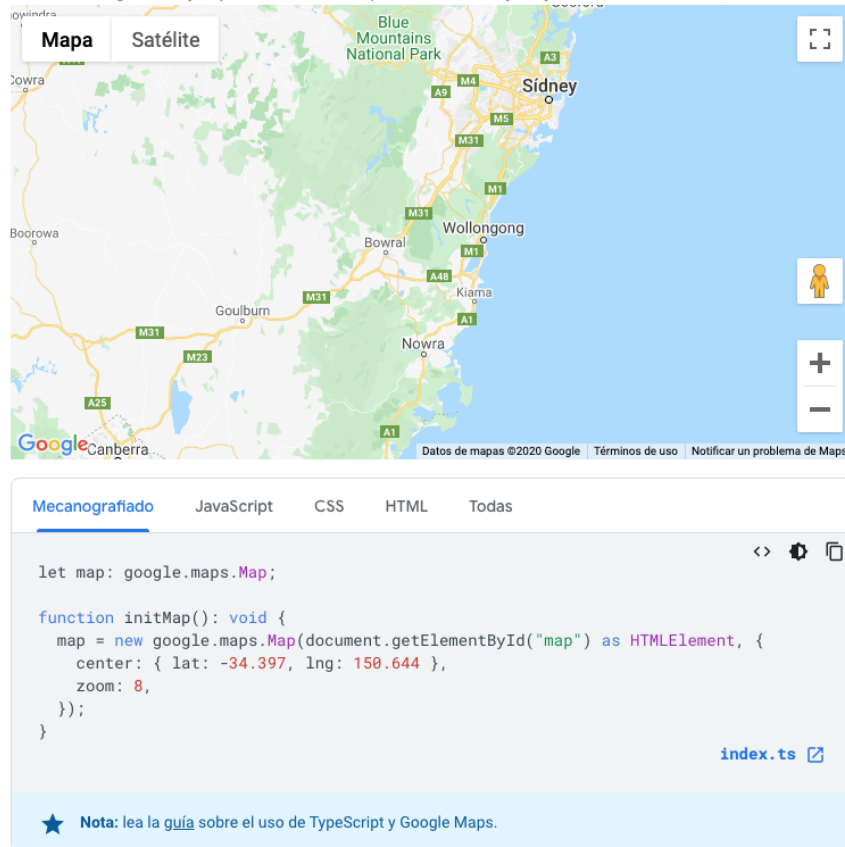 Mapa
Satélite
Blue
Mountains
National Park
Cowra
A3
M4
A9
Sídney
M5
M31
M1
M31
Wollongong
Boorowa
Bowral
M1
A48
Kiama
M31
Goulburn
A1
M31
Nowra
M23
A25
A1
Google
Canberra
Datos de mapas ©2020 Google
Términos de uso
Notificar un problema de Maps
Mecanografiado
JavaScript
CSS
HTML
Todas
let map: google.maps.Map;
function initMap(): void {
map = new google.maps.Map(document.getElementById("map") as HTMLElement, {
center: { lat: -34.397, lng: 150.644 },
zoom: 8,
});
}
index.ts
Nota: lea la guía sobre el uso de TypeScript y Google Maps.